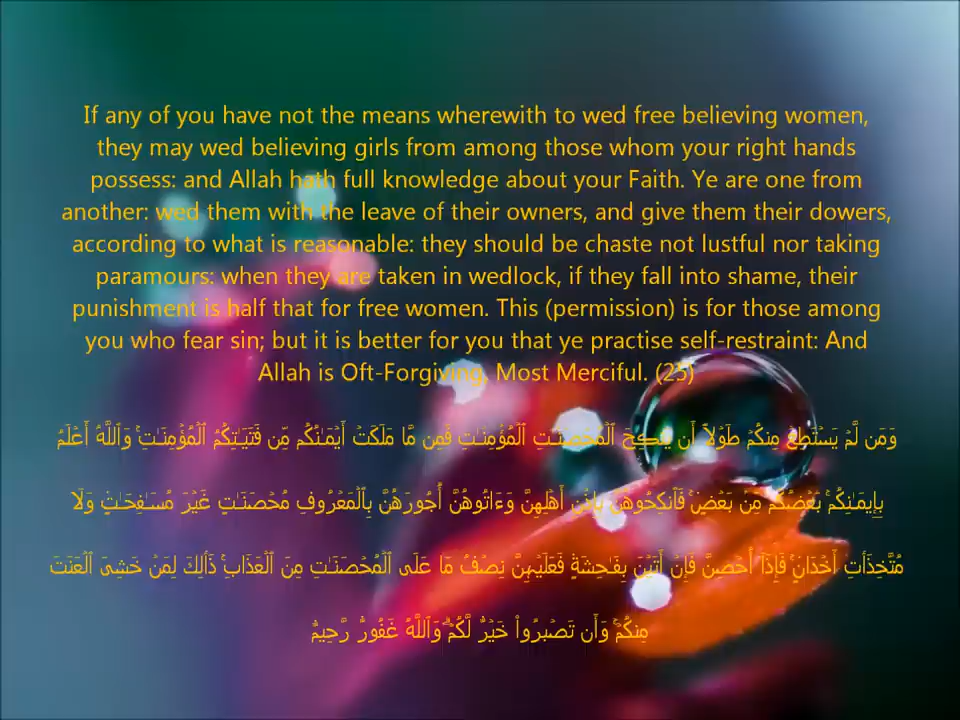 If any of you have not the means wherewith to wed free believing women,
they may wed believing girls from among those whom your right hands
possess: and Allah hath full knowledge about your Faith. Ye are one from
another: wed them with the leave of their owners, and give them their dowers,
according to what is reasonable: they should be chaste not lustful nor taking
paramours: when they are taken in wedlock, if they fall into shame, their
punishment is half that for free women. This (permission) is for those among
you who fear sin; but it is better for you that ye practise self-restraint: And
Allah is Oft-Forgiving, Most Merciful. (25)
وَمَن لَّمۡ يَسۡتَطِعۡ مِنكُمۡ طَوۡلاً أَن يَنڪِحَ ٱلۡمُحۡصَنَـٰتِ ٱلۡمُؤۡمِنَـٰتِ فَمِن مَّا مَلَكَتۡ أَيۡمَـٰنُكُم مِّن فَتَيَـٰتِكُمُ ٱلۡمُؤۡمِنَـٰتِ‌ۚ وَٱللَّهُ أَعۡلَمُ
بِإِيمَـٰنِكُم‌ۚ بَعۡضُكُم مِّنۢ بَعۡضٍ۬‌ۚ فَٱنكِحُوهُنَّ بِإِذۡنِ أَهۡلِهِنَّ وَءَاتُوهُنَّ أُجُورَهُنَّ بِٱلۡمَعۡرُوفِ مُحۡصَنَـٰتٍ غَيۡرَ مُسَـٰفِحَـٰتٍ۬ وَلَا
مُتَّخِذَٲتِ أَخۡدَانٍ۬‌ۚ فَإِذَآ أُحۡصِنَّ فَإِنۡ أَتَيۡنَ بِفَـٰحِشَةٍ۬ فَعَلَيۡہِنَّ نِصۡفُ مَا عَلَى ٱلۡمُحۡصَنَـٰتِ مِنَ ٱلۡعَذَابِ‌ۚ ذَٲلِكَ لِمَنۡ خَشِىَ ٱلۡعَنَتَ
مِنكُمۡ‌ۚ وَأَن تَصۡبِرُواْ خَيۡرٌ۬ لَّكُمۡ‌ۗ وَٱللَّهُ غَفُورٌ۬ رَّحِيمٌ۬